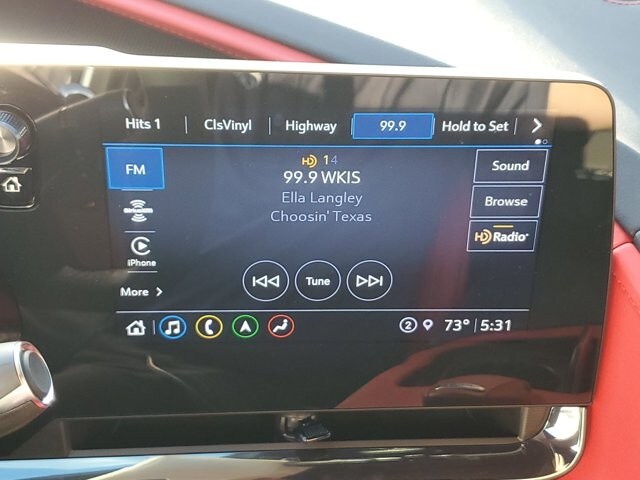 Hits 1 ClsVinyl Highway 99.9 Hold to Set
FM
HD 1 4
99.9 WKIS
Ella Langley
Choosin' Texas
Sound
Browse
HD Radio
SiriusXM
iPhone
More
Tune
2 73° 5:31